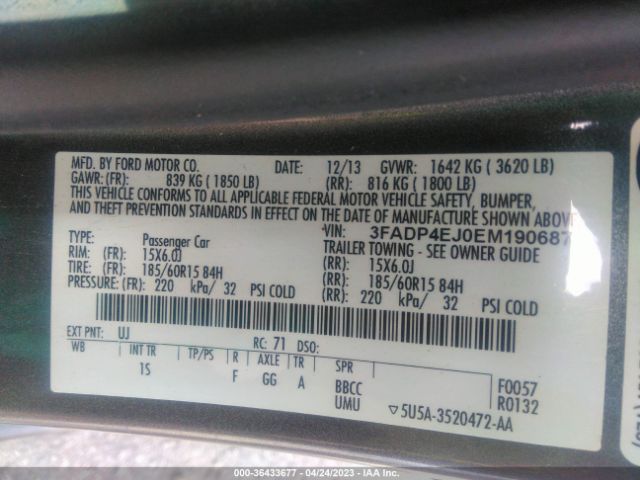 MFD. BY FORD MOTOR CO. DATE: 12/13 GVWR: 1642 KG ( 3620 LB)
GAWR: (FR): 839 KG ( 1850 LB) (RR): 816 KG ( 1800 LB)
THIS VEHICLE CONFORMS TO ALL APPLICABLE FEDERAL MOTOR VEHICLE SAFETY, BUMPER,
AND THEFT PREVENTION STANDARDS IN EFFECT ON THE DATE OF MANUFACTURE SHOWN ABOVE
VIN: 3FADP4EJ0EM190687
TYPE: Passenger Car TRAILER TOWING - SEE OWNER GUIDE
RIM: (FR): 15X6.0J (RR): 15X6.0J
TIRE: (FR): 185/60R15 84H (RR): 185/60R15 84H
PRESSURE: (FR): 220 kPa/ 32 PSI COLD (RR): 220 kPa/ 32 PSI COLD
EXT PNT: UJ RC: 71 DSO:
WB INT TR TP/PS R AXLE TR SPR
1S F GG A BBCC F0057
UMU R0132
▽5U5A-3520472-AA
000-36433677 - 04/24/2023 - IAA Inc.